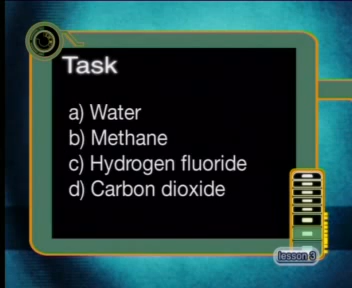 Task
a) Water
b) Methane
c) Hydrogen fluoride
d) Carbon dioxide
lesson 3